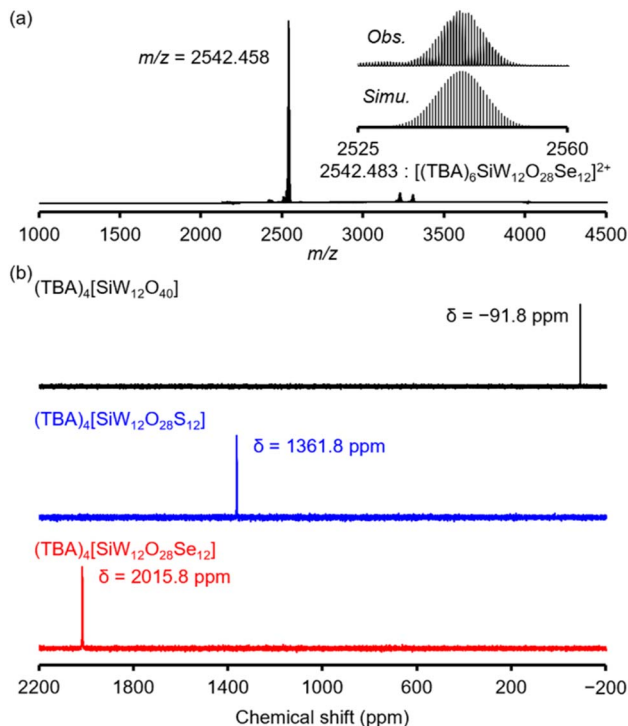 (a)
m/z = 2542.458
Obs.
Simu.
2525 2560
2542.483 : [(TBA)₆SiW₁₂O₂₈Se₁₂]²⁺
1000 1500 2000 2500 3000 3500 4000 4500
m/z
(b)
(TBA)₄[SiW₁₂O₄₀]
δ = −91.8 ppm
(TBA)₄[SiW₁₂O₂₈S₁₂]
δ = 1361.8 ppm
(TBA)₄[SiW₁₂O₂₈Se₁₂]
δ = 2015.8 ppm
2200 1800 1400 1000 600 200 −200
Chemical shift (ppm)